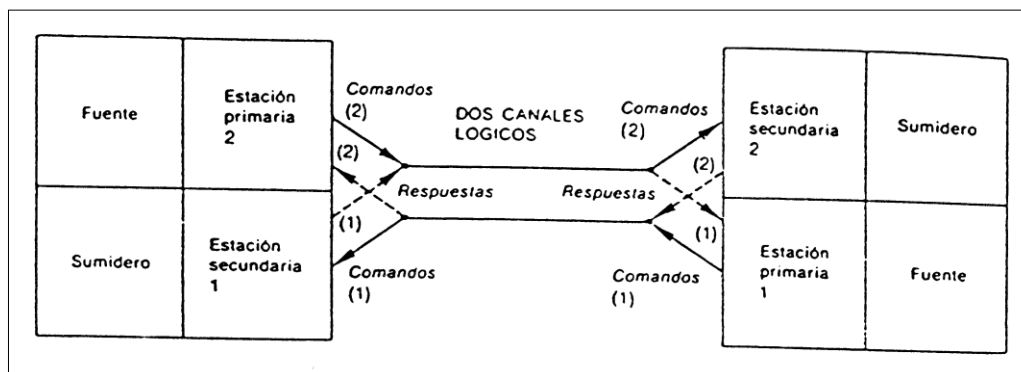 Fuente
Estación
primaria
2
Sumidero
Estación
secundaria
1
Comandos
(2)
(2)
Respuestas
(1)
Comandos
(1)
DOS CANALES
LOGICOS
Comandos
(2)
(2)
Respuestas
(1)
Comandos
(1)
Estación
secundaria
2
Sumidero
Estación
primaria
1
Fuente